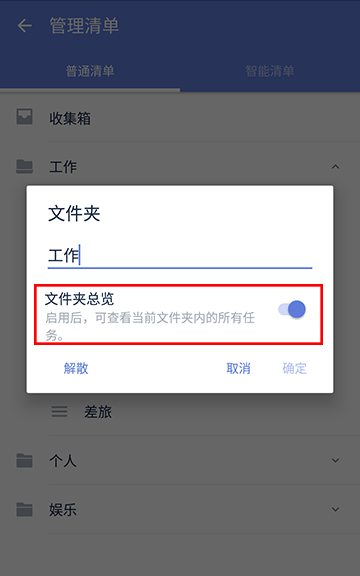 管理清单
普通清单 智能清单
收集箱
工作
文件夹
工作
文件夹总览
启用后，可查看当前文件夹内的所有任
务。
解散 取消 确定
差旅
个人
娱乐